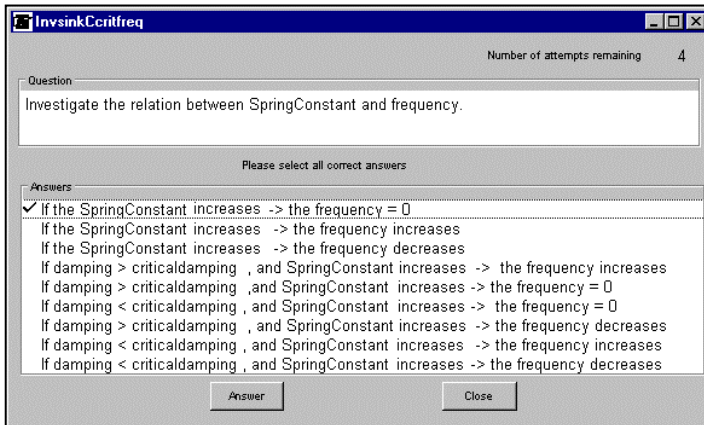 InvsinkCcritfreq
Number of attempts remaining 4
Question
Investigate the relation between SpringConstant and frequency.
Please select all correct answers
Answers
If the SpringConstant increases -> the frequency = 0
If the SpringConstant increases -> the frequency increases
If the SpringConstant increases -> the frequency decreases
If damping > criticaldamping , and SpringConstant increases -> the frequency increases
If damping > criticaldamping ,and SpringConstant increases -> the frequency = 0
If damping < criticaldamping , and SpringConstant increases -> the frequency = 0
If damping > criticaldamping , and SpringConstant increases -> the frequency decreases
If damping < criticaldamping , and SpringConstant increases -> the frequency increases
If damping < criticaldamping , and SpringConstant increases -> the frequency decreases
Answer Close